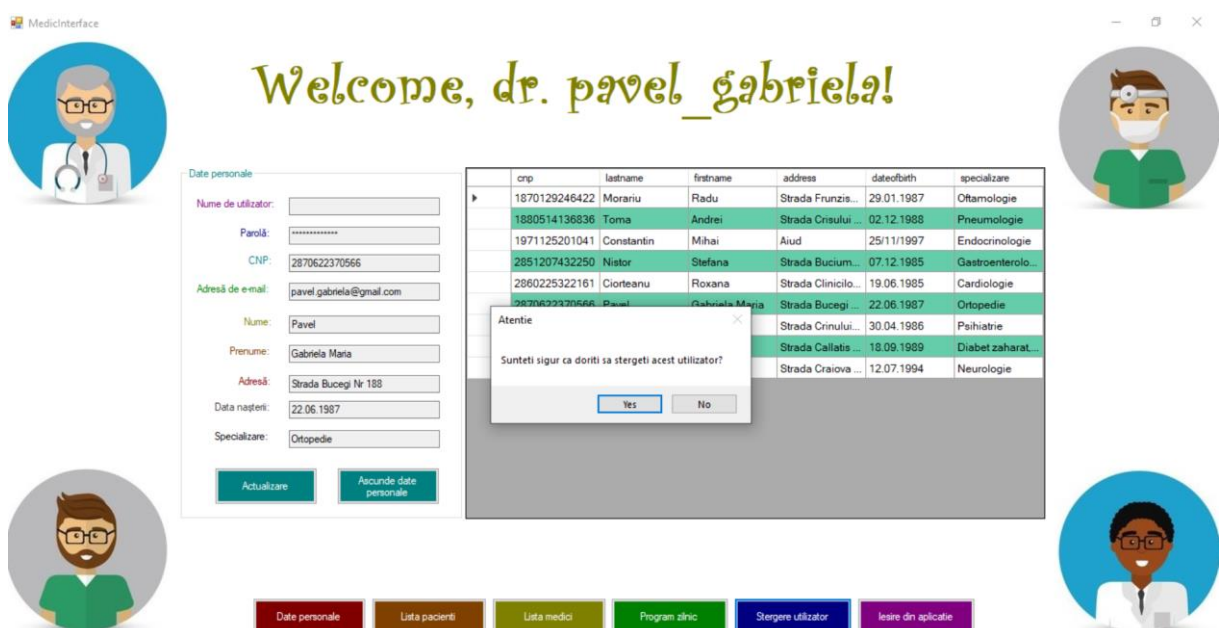 MedicInterface
Welcome, dr. pavel_gabriela!
Date personale
Nume de utilizator:
Parolă: *************
CNP: 2870622370566
Adresă de e-mail: pavel.gabriela@gmail.com
Nume: Pavel
Prenume: Gabriela Maria
Adresă: Strada Bucegi Nr 188
Data nașterii: 22.06.1987
Specializare: Ortopedie
Actualizare
Ascunde date
personale
cnp lastname firstname address dateofbirth specializare
1870129246422 Morariu Radu Strada Frunzis... 29.01.1987 Oftamologie
1880514136836 Toma Andrei Strada Crisului ... 02.12.1988 Pneumologie
1971125201041 Constantin Mihai Aiud 25/11/1997 Endocrinologie
2851207432250 Nistor Stefana Strada Bucium... 07.12.1985 Gastroenterolo...
2860225322161 Ciorteanu Roxana Strada Clinicilo... 19.06.1985 Cardiologie
2870622370566 Pavel Gabriela Maria Strada Bucegi ... 22.06.1987 Ortopedie
Strada Crinului... 30.04.1986 Psihiatrie
Strada Callatis ... 18.09.1989 Diabet zaharat,...
Strada Craiova ... 12.07.1994 Neurologie
Atentie
Sunteti sigur ca doriti sa stergeti acest utilizator?
Yes No
Date personale Lista pacienti Lista medici Program zilnic Stergere utilizator Iesire din aplicatie